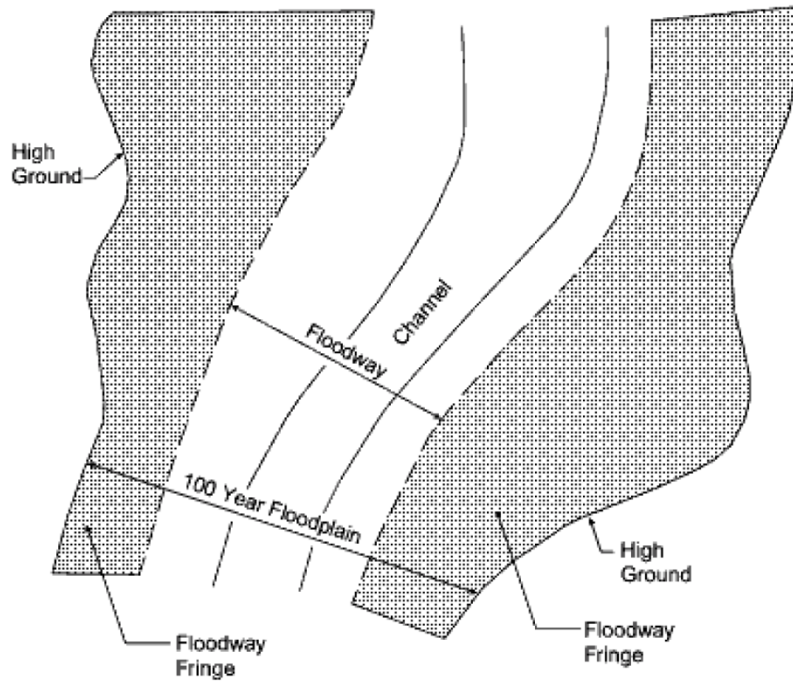 High
Ground
Channel
Floodway
100 Year Floodplain
High
Ground
Floodway
Fringe
Floodway
Fringe